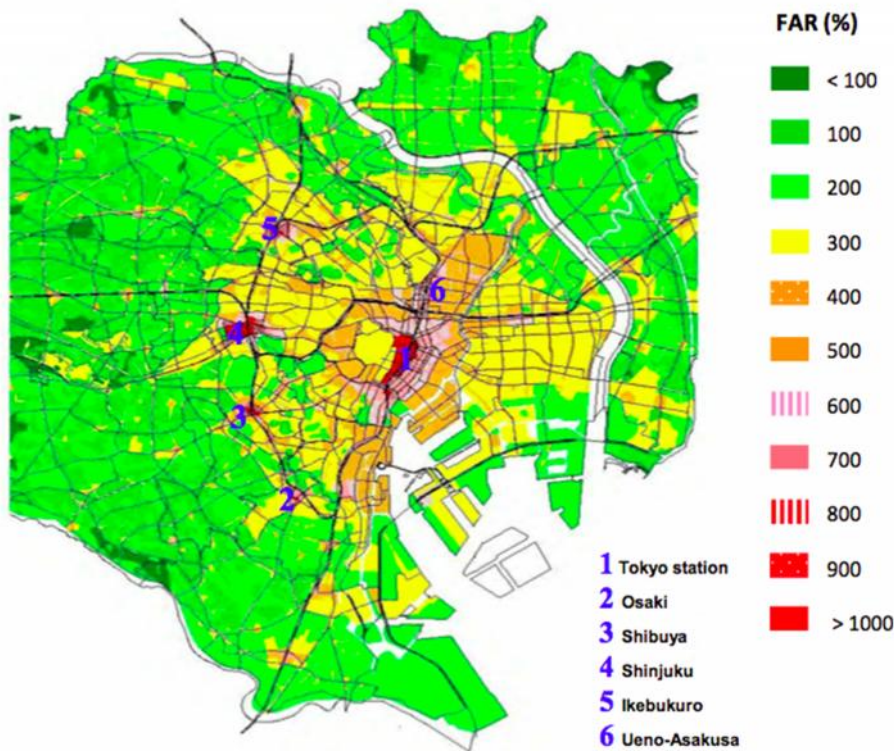 FAR (%)
< 100
100
200
300
400
500
600
700
800
900
> 1000
5
6
4
1
3
2
1 Tokyo station
2 Osaki
3 Shibuya
4 Shinjuku
5 Ikebukuro
6 Ueno-Asakusa